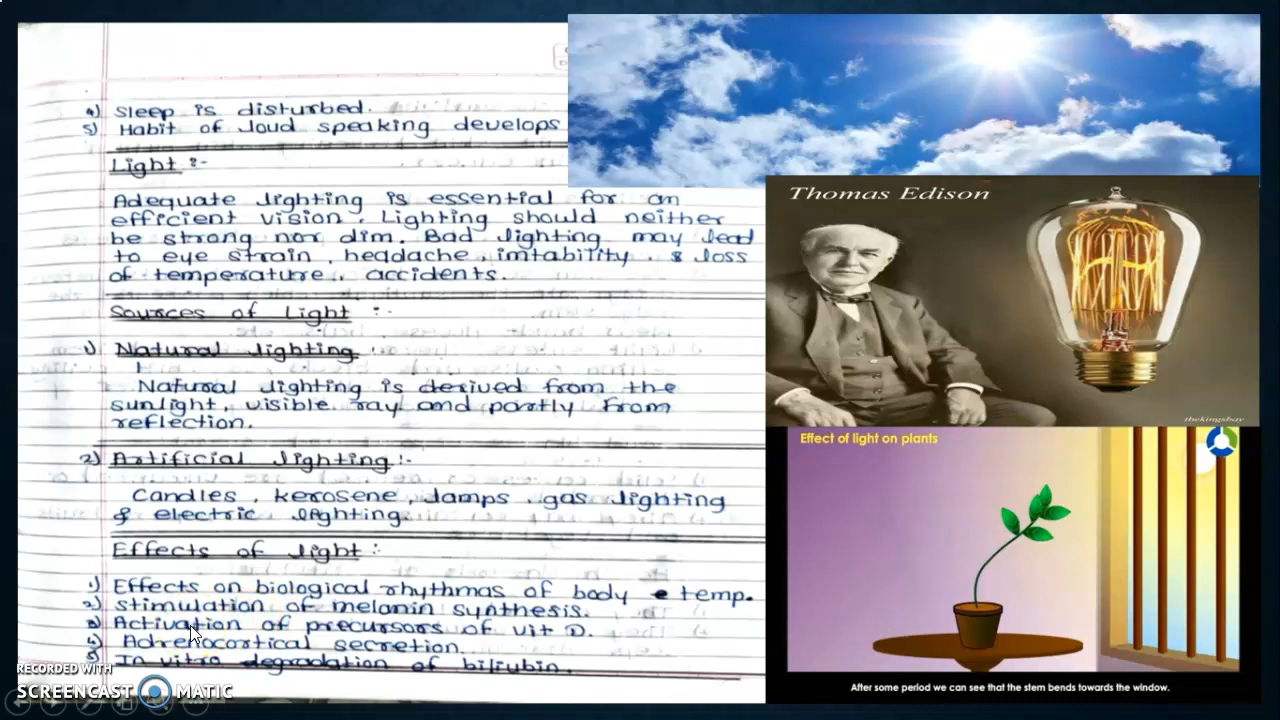 4) Sleep is disturbed.
5) Habit of loud speaking develops
Light :-
Adequate lighting is essential for an
efficient vision. Lighting should neither
be strong nor dim. Bad lighting may lead
to eye strain, headache, imtability, & loss
of temperature, accidents.
Sources of Light :-
1) Natural lighting :-
Natural lighting is derived from the
sunlight, visible ray and partly from
reflection.
2) Artificial lighting :-
Candles, kerosene lamps, gas lighting
& electric lighting.
Effects of light :-
1) Effects on biological rhythmas of body temp.
2) stimulation of melanin synthesis.
3) Activation of precursors of vit D.
4) Adrenocortical secretion.
5) In vitro degradation of bilirubin.
Thomas Edison
thekingsbay
Effect of light on plants
After some period we can see that the stem bends towards the window.
RECORDED WITH
SCREENCAST MATIC